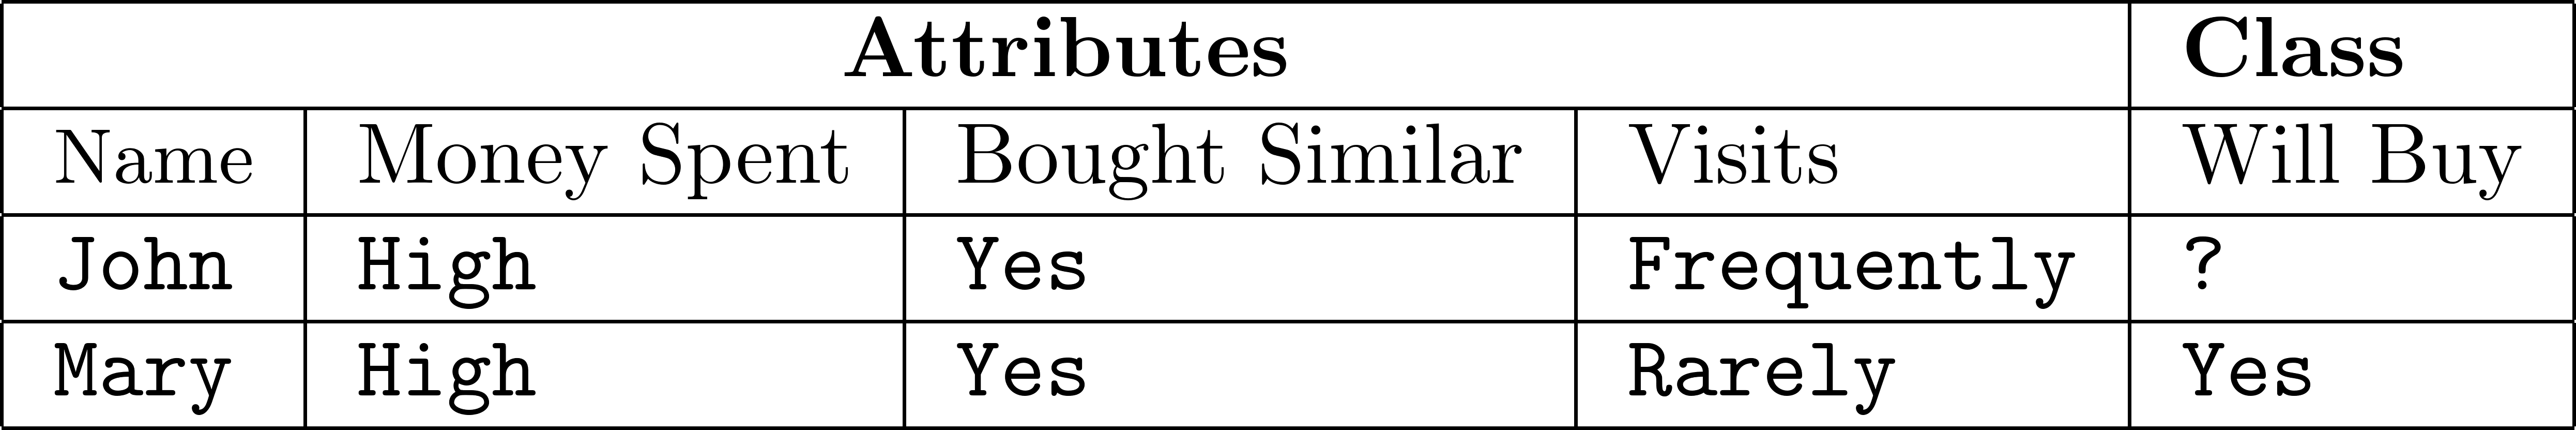 Attributes Class
Name Money Spent Bought Similar Visits Will Buy
John High Yes Frequently ?
Mary High Yes Rarely Yes